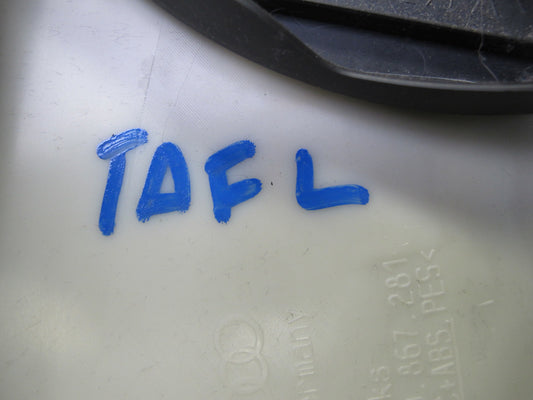 TAFL
867.281
+ABS PES<